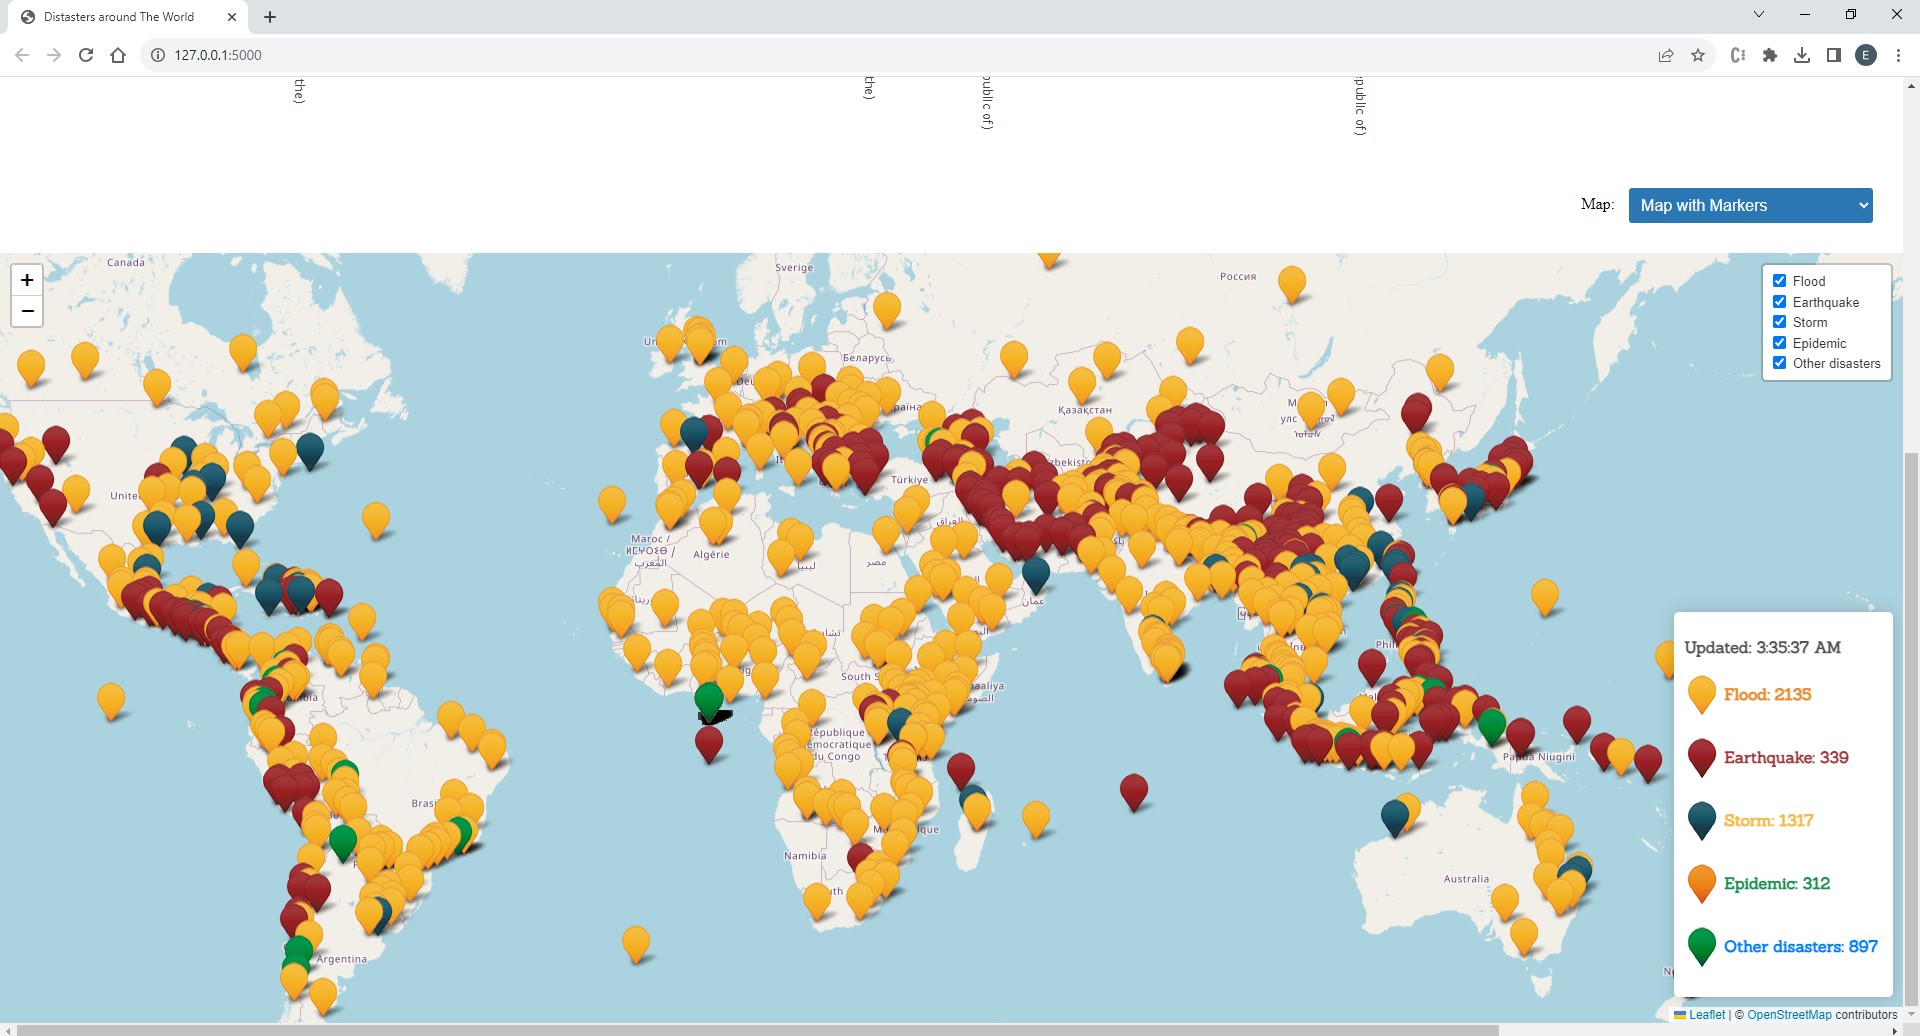 Distasters around The World
127.0.0.1:5000
E
the)
the)
public of)
public of)
Map:
Map with Markers
+
−
Flood
Earthquake
Storm
Epidemic
Other disasters
Canada
Sverige
Россия
Беларусь
Қазақстан
Türkiye
Maroc /
ⵍⵎⵖⵔⵉⴱ /
المغرب
Algérie
ليبيا
مصر
عمان
République
démocratique
du Congo
Namibia
Brasil
Argentina
Papua Niugini
Australia
Updated: 3:35:37 AM
Flood: 2135
Earthquake: 339
Storm: 1317
Epidemic: 312
Other disasters: 897
Leaflet | © OpenStreetMap contributors